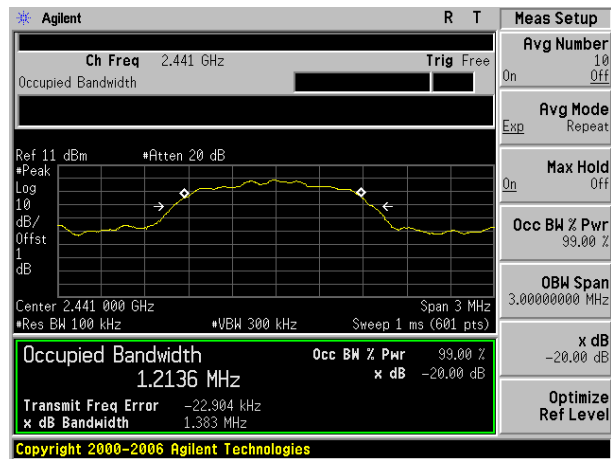 Agilent R T Meas Setup
Ch Freq 2.441 GHz Trig Free
Occupied Bandwidth
Avg Number
10
On Off
Avg Mode
Exp Repeat
Max Hold
On Off
Occ BW % Pwr
99.00 %
OBW Span
3.00000000 MHz
x dB
-20.00 dB
Optimize
Ref Level
Ref 11 dBm #Atten 20 dB
#Peak
Log
10
dB/
Offst
1
dB
Center 2.441 000 GHz Span 3 MHz
#Res BW 100 kHz #VBW 300 kHz Sweep 1 ms (601 pts)
Occupied Bandwidth Occ BW % Pwr 99.00 %
1.2136 MHz x dB -20.00 dB
Transmit Freq Error -22.904 kHz
x dB Bandwidth 1.383 MHz
Copyright 2000-2006 Agilent Technologies